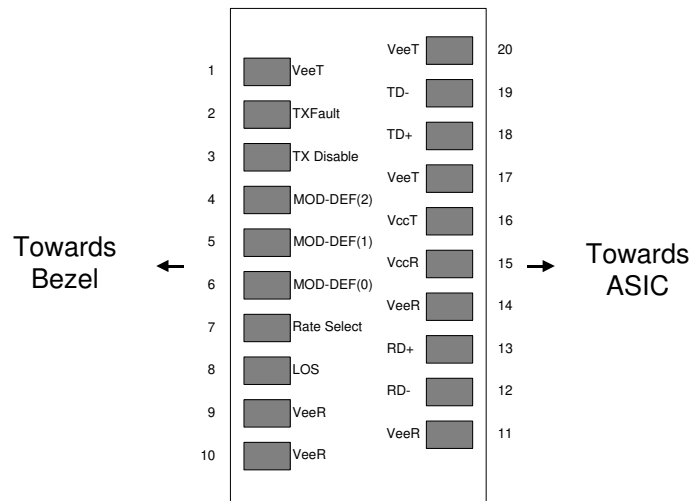 VeeT 20
1 VeeT
TD- 19
2 TXFault
TD+ 18
3 TX Disable
VeeT 17
4 MOD-DEF(2)
VccT 16
5 MOD-DEF(1)
Towards
Bezel
VccR 15
Towards
ASIC
6 MOD-DEF(0)
VeeR 14
7 Rate Select
RD+ 13
8 LOS
RD- 12
9 VeeR
VeeR 11
10 VeeR